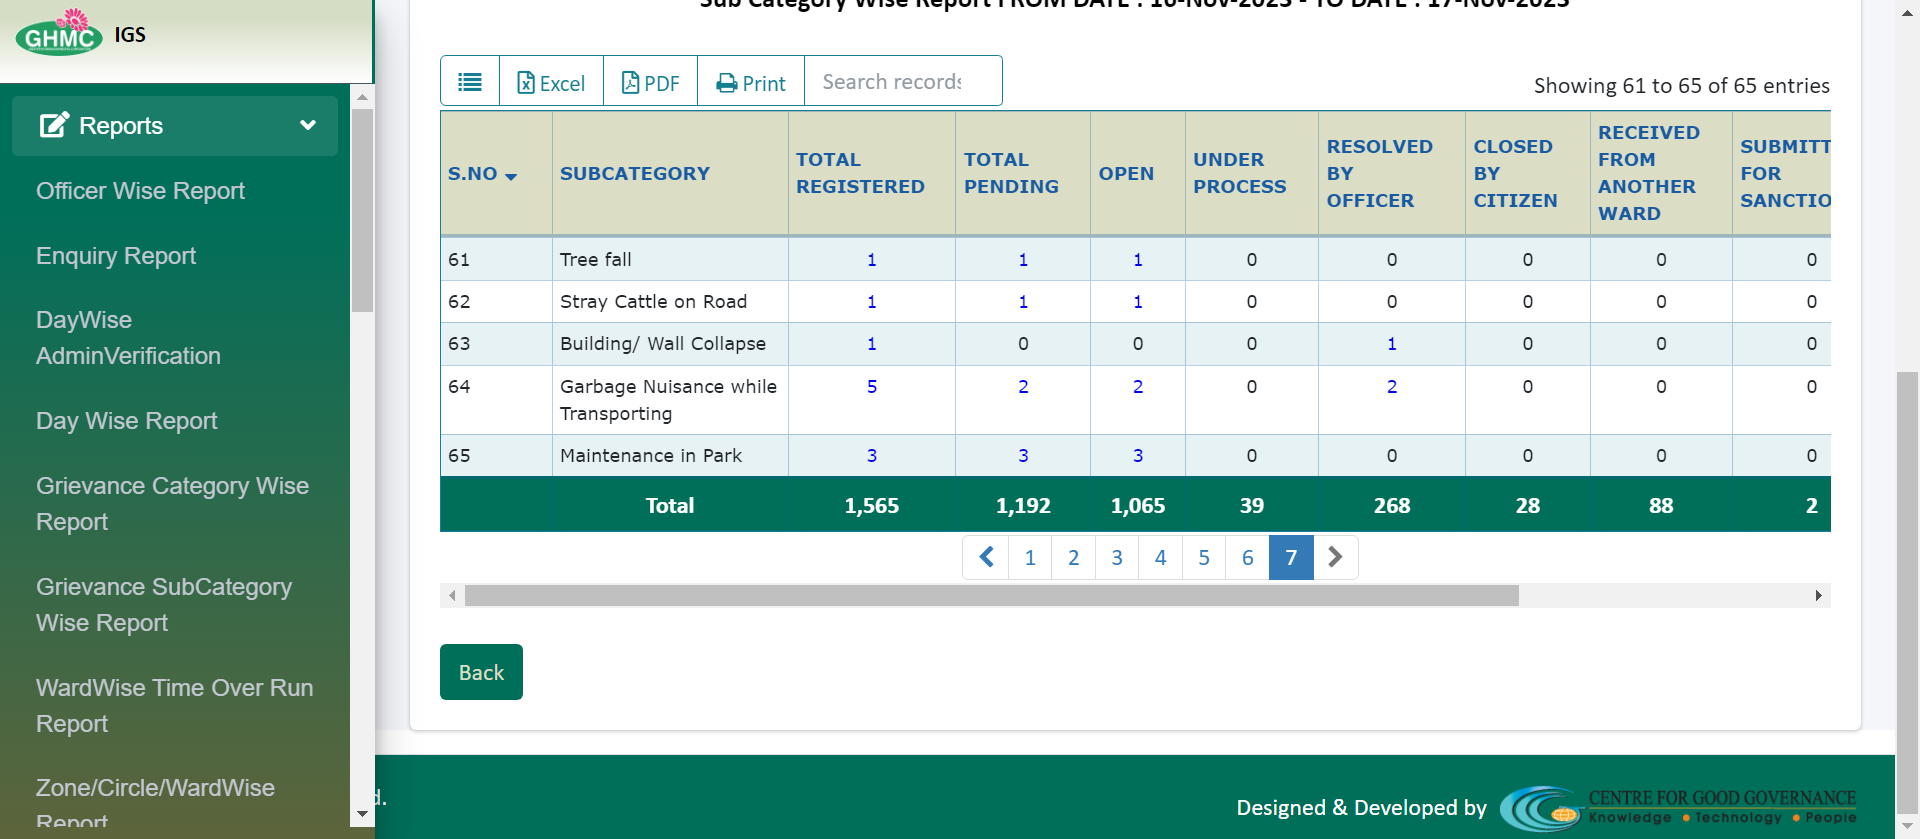 Sub Category Wise Report FROM DATE : 16-Nov-2023 - TO DATE : 17-Nov-2023
GHMC IGS
Reports
Officer Wise Report
Enquiry Report
DayWise
AdminVerification
Day Wise Report
Grievance Category Wise
Report
Grievance SubCategory
Wise Report
WardWise Time Over Run
Report
Zone/Circle/WardWise
Report
Excel PDF Print Search records
Showing 61 to 65 of 65 entries
S.NO SUBCATEGORY TOTAL REGISTERED TOTAL PENDING OPEN UNDER PROCESS RESOLVED BY OFFICER CLOSED BY CITIZEN RECEIVED FROM ANOTHER WARD SUBMITT FOR SANCTIO
61 Tree fall 1 1 1 0 0 0 0 0
62 Stray Cattle on Road 1 1 1 0 0 0 0 0
63 Building/ Wall Collapse 1 0 0 0 1 0 0 0
64 Garbage Nuisance while Transporting 5 2 2 0 2 0 0 0
65 Maintenance in Park 3 3 3 0 0 0 0 0
Total 1,565 1,192 1,065 39 268 28 88 2
1 2 3 4 5 6 7
Back
d.
Designed & Developed by
CENTRE FOR GOOD GOVERNANCE
Knowledge • Technology • People